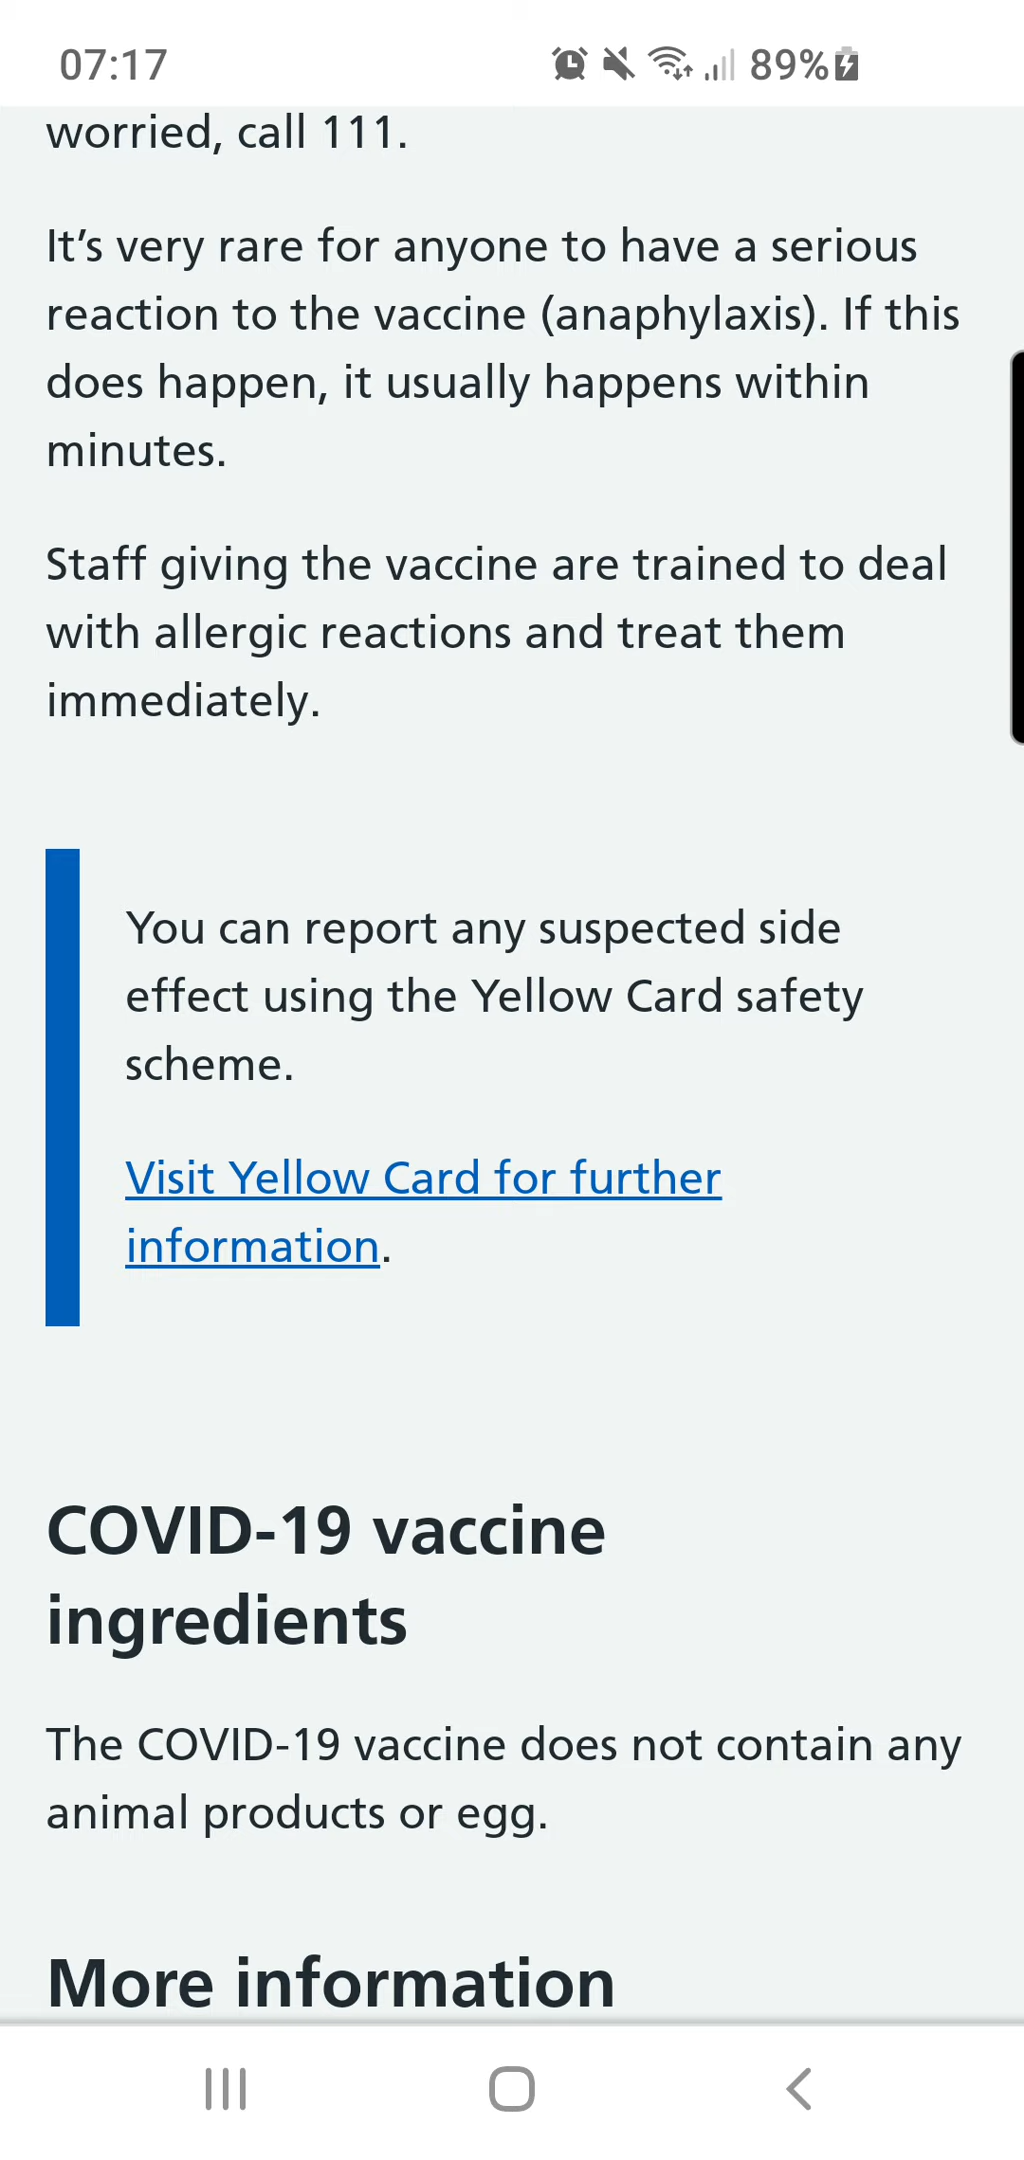 07:17
89%
worried, call 111.
It's very rare for anyone to have a serious
reaction to the vaccine (anaphylaxis). If this
does happen, it usually happens within
minutes.
Staff giving the vaccine are trained to deal
with allergic reactions and treat them
immediately.
You can report any suspected side
effect using the Yellow Card safety
scheme.
Visit Yellow Card for further
information.
COVID-19 vaccine
ingredients
The COVID-19 vaccine does not contain any
animal products or egg.
More information